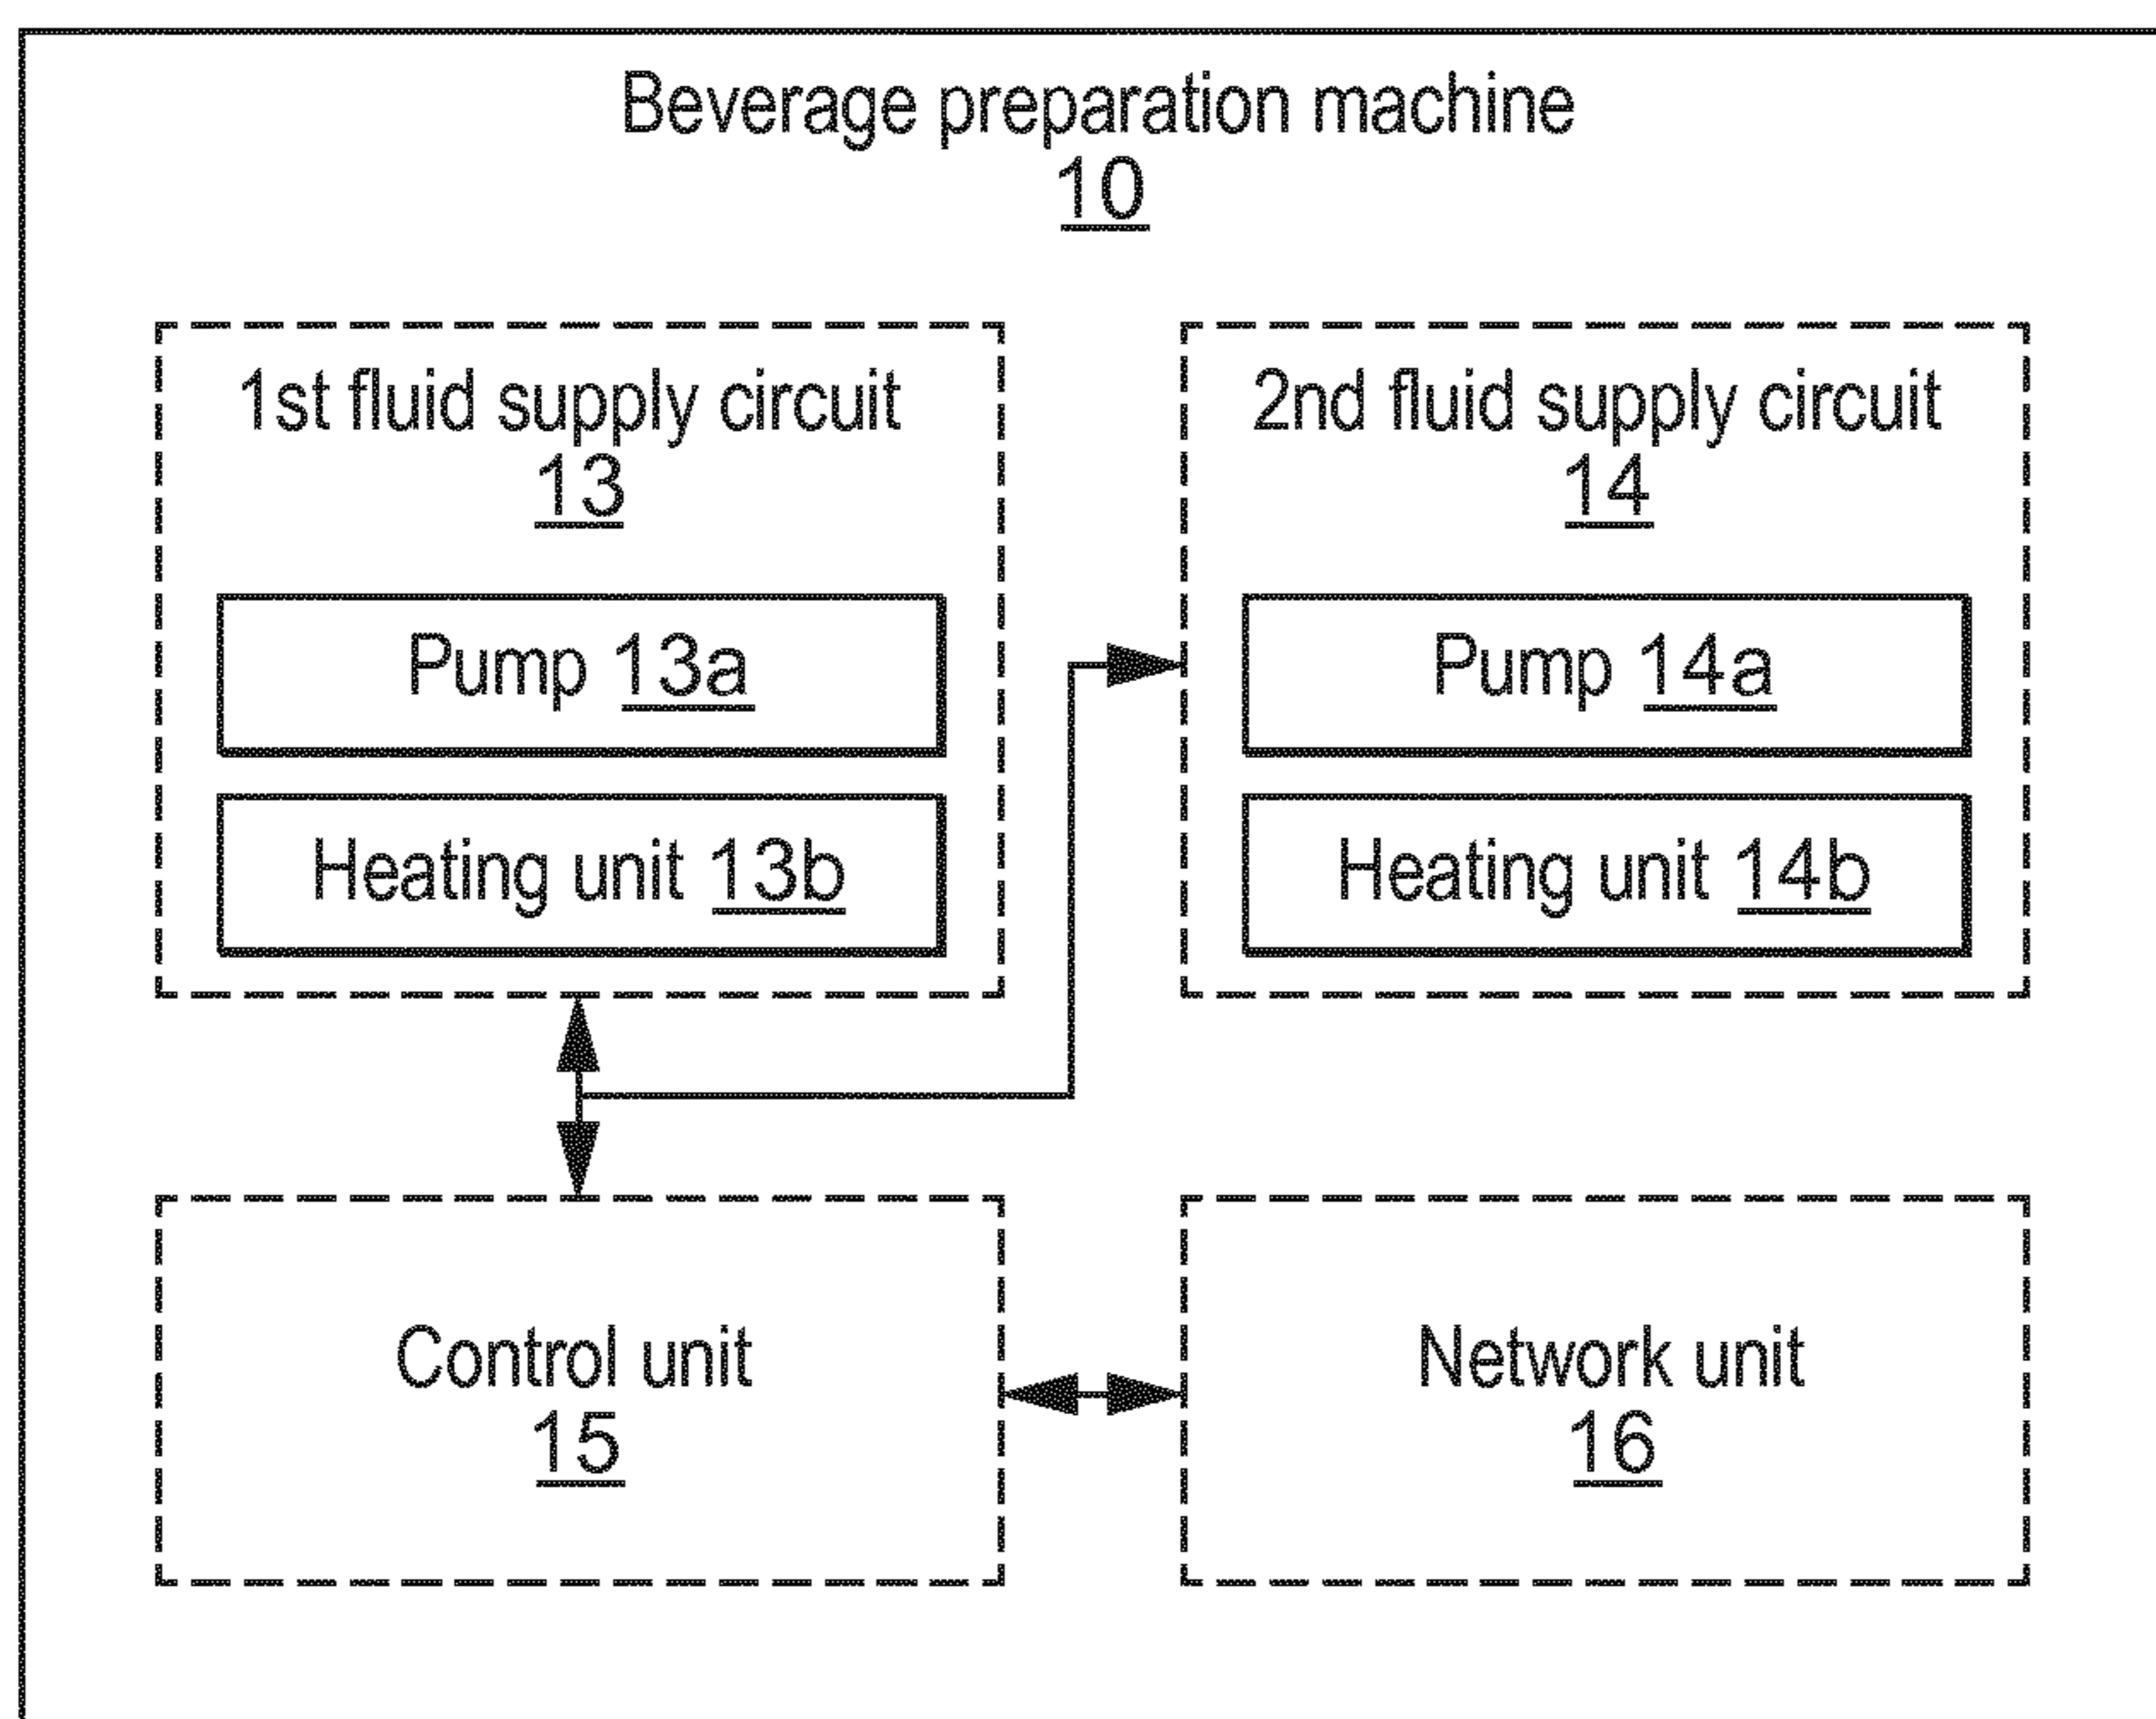 Beverage preparation machine
10
1st fluid supply circuit
13
Pump 13a
Heating unit 13b
2nd fluid supply circuit
14
Pump 14a
Heating unit 14b
Control unit
15
Network unit
16